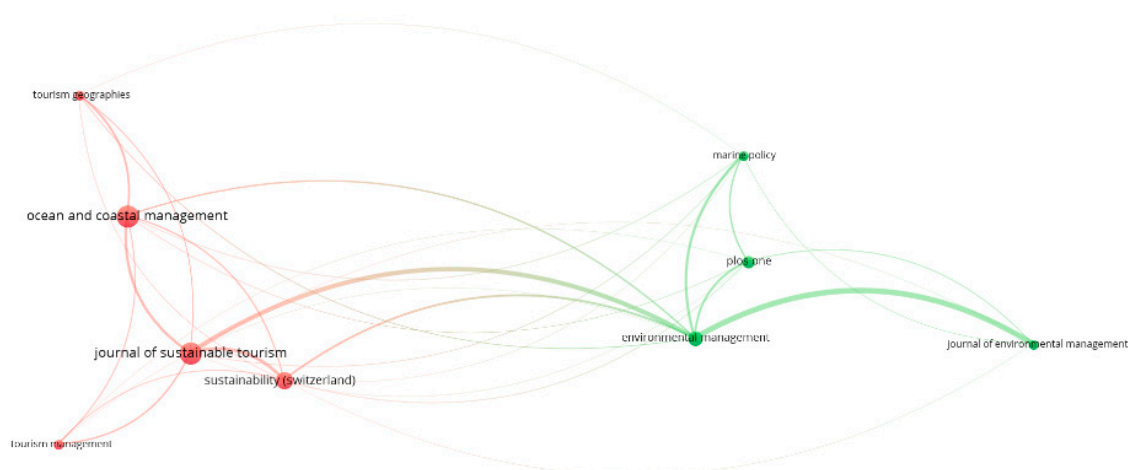 tourism geographies
marine policy
ocean and coastal management
plos one
environmental management
journal of environmental management
journal of sustainable tourism
sustainability (switzerland)
tourism management